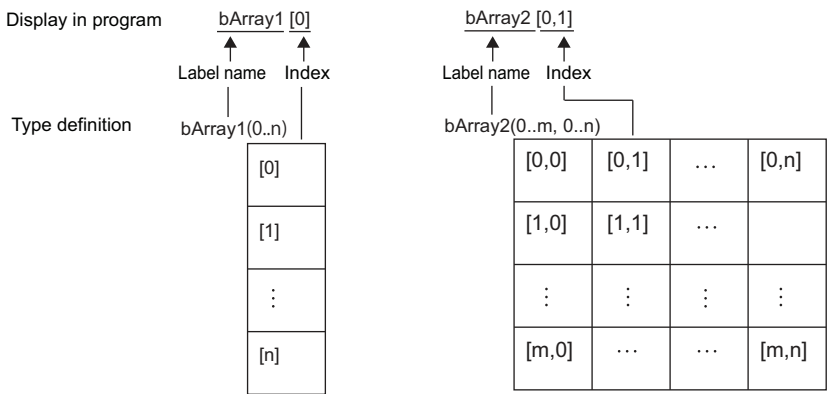 Display in program bArray1 [0] bArray2 [0,1]
Label name Index Label name Index
Type definition bArray1(0..n) bArray2(0..m, 0..n)
[0] [0,0] [0,1] ... [0,n]
[1] [1,0] [1,1] ...
⋮ ⋮ ⋮ ⋮ ⋮
[n] [m,0] ... ... [m,n]